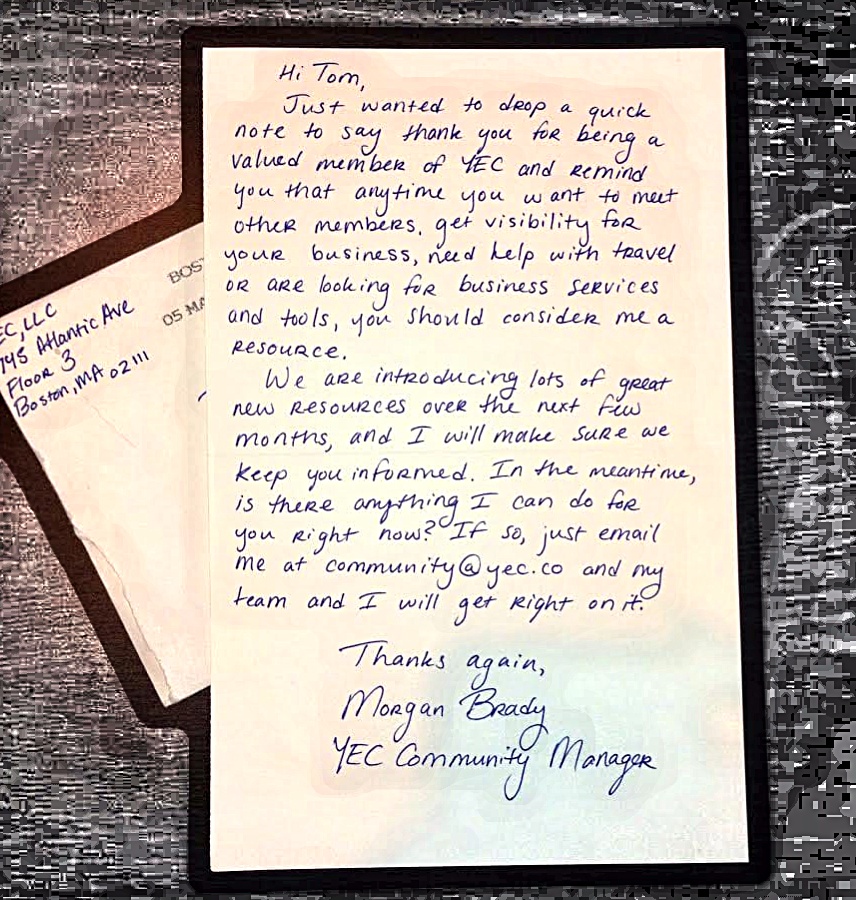 Hi Tom,
Just wanted to drop a quick
note to say thank you for being a
valued member of YEC and remind
you that anytime you want to meet
other members, get visibility for
your business, need help with travel
or are looking for business services
and tools, you should consider me a
resource.
We are introducing lots of great
new resources over the next few
months, and I will make sure we
keep you informed. In the meantime,
is there anything I can do for
you right now? If so, just email
me at community@yec.co and my
team and I will get right on it.
Thanks again,
Morgan Brady
YEC Community Manager
EC, LLC
745 Atlantic Ave
Floor 3
Boston, MA 02111
BOST
05 MA